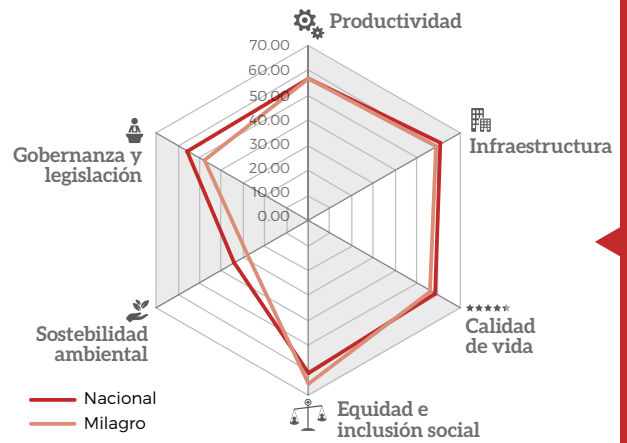 Productividad
70.00
60.00
50.00
40.00
30.00
20.00
10.00
0.00
Infraestructura
Gobernanza y
legislación
Calidad
de vida
Sostebilidad
ambiental
Equidad e
inclusión social
Nacional
Milagro